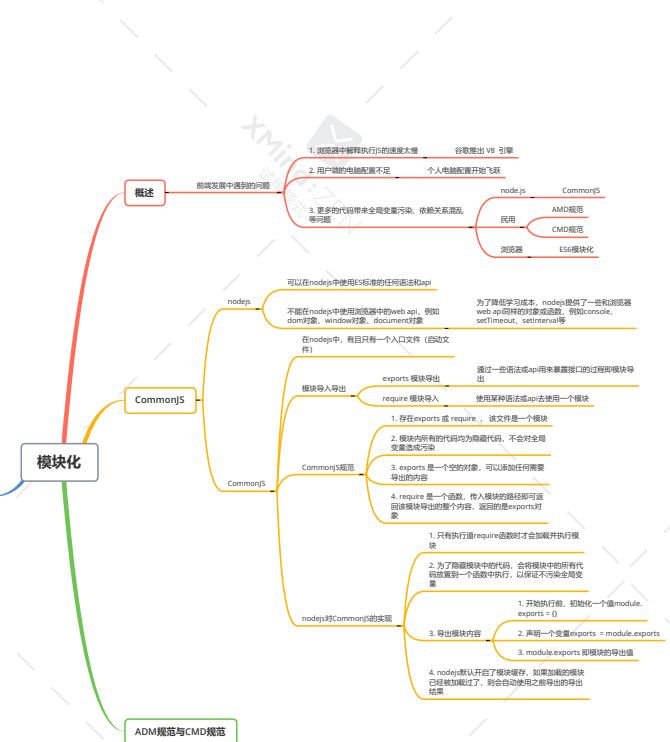 XMind:ZEN
试用模式
模块化
概述
前端发展中遇到的问题
1. 浏览器中解释执行JS的速度太慢
谷歌推出 V8 引擎
2. 用户端的电脑配置不足
个人电脑配置开始飞跃
3. 更多的代码带来全局变量污染、依赖关系混乱
等问题
node.js
CommonJS
民用
AMD规范
CMD规范
浏览器
ES6模块化
CommonJS
nodejs
可以在nodejs中使用ES标准的任何语法和api
不能在nodejs中使用浏览器中的web api，例如
dom对象、window对象、document对象
为了降低学习成本，nodejs提供了一些和浏览器
web api同样的对象或函数，例如console、
setTimeout、setInterval等
CommonJS
在nodejs中，有且只有一个入口文件（启动文
件）
模块导入导出
exports 模块导出
通过一些语法或api用来暴露接口的过程即模块导
出
require 模块导入
使用某种语法或api去使用一个模块
CommonJS规范
1. 存在exports 或 require ， 该文件是一个模块
2. 模块内所有的代码均为隐藏代码，不会对全局
变量造成污染
3. exports 是一个空的对象，可以添加任何需要
导出的内容
4. require 是一个函数，传入模块的路径即可返
回该模块导出的整个内容，返回的是exports对
象
nodejs对CommonJS的实现
1. 只有执行道require函数时才会加载并执行模
块
2. 为了隐藏模块中的代码，会将模块中的所有代
码放置到一个函数中执行，以保证不污染全局变
量
3. 导出模块内容
1. 开始执行前，初始化一个值module.
exports = {}
2. 声明一个变量exports = module.exports
3. module.exports 即模块的导出值
4. nodejs默认开启了模块缓存，如果加载的模块
已经被加载过了，则会自动使用之前导出的导出
结果
ADM规范与CMD规范